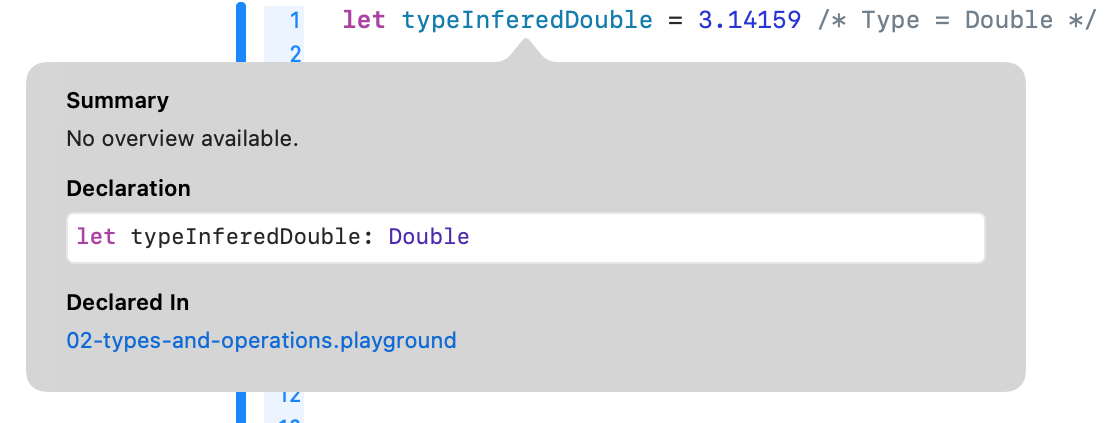 1 let typeInferedDouble = 3.14159 /* Type = Double */
2
Summary
No overview available.
Declaration
let typeInferedDouble: Double
Declared In
02-types-and-operations.playground
12